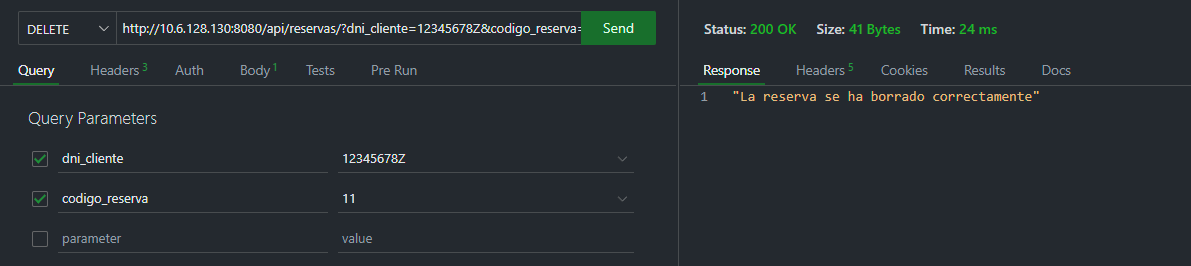 DELETE http://10.6.128.130:8080/api/reservas/?dni_cliente=12345678Z&codigo_reserva= Send
Query Headers 3 Auth Body 1 Tests Pre Run
Query Parameters
dni_cliente 12345678Z
codigo_reserva 11
parameter value
Status: 200 OK Size: 41 Bytes Time: 24 ms
Response Headers 5 Cookies Results Docs
1 "La reserva se ha borrado correctamente"